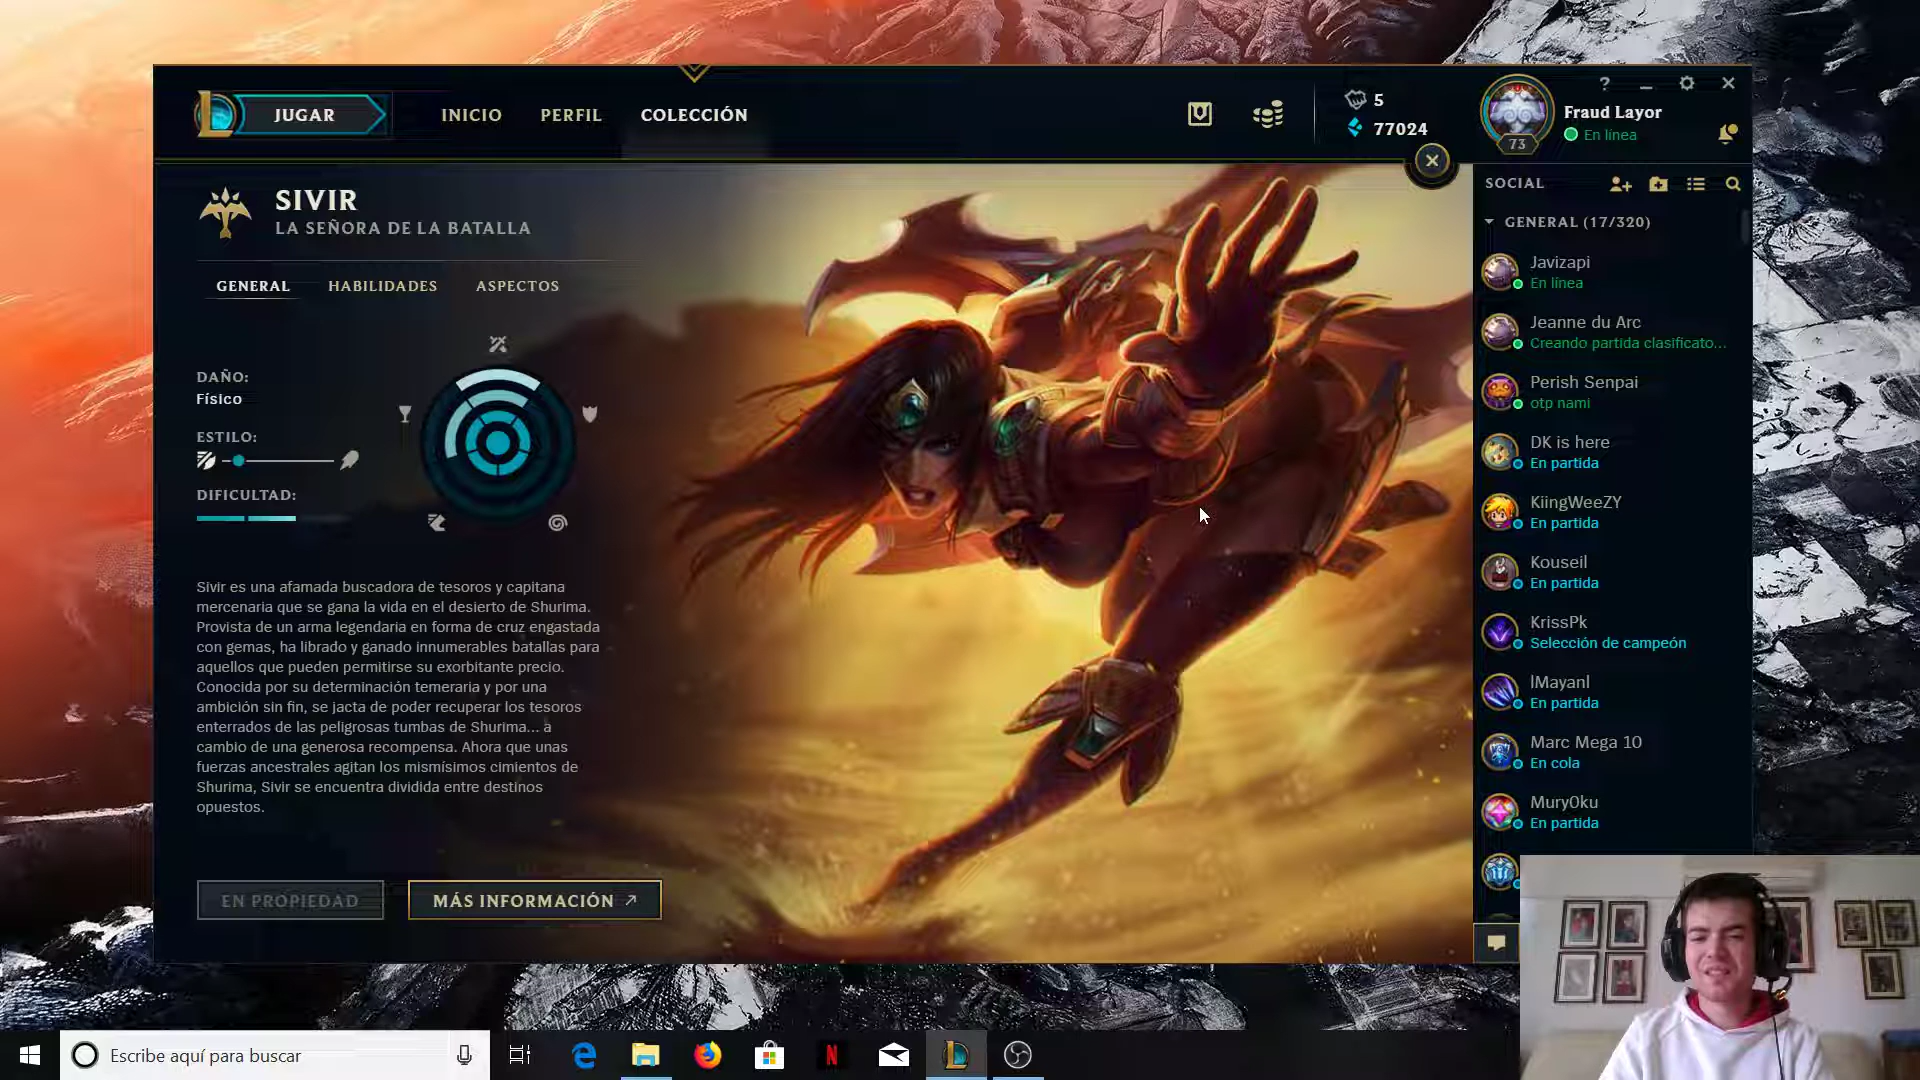 JUGAR
INICIO
PERFIL
COLECCIÓN
5
77024
73
Fraud Layor
En línea
?
SIVIR
LA SEÑORA DE LA BATALLA
GENERAL
HABILIDADES
ASPECTOS
DAÑO:
Físico
ESTILO:
DIFICULTAD:
Sivir es una afamada buscadora de tesoros y capitana
mercenaria que se gana la vida en el desierto de Shurima.
Provista de un arma legendaria en forma de cruz engastada
con gemas, ha librado y ganado innumerables batallas para
aquellos que pueden permitirse su exorbitante precio.
Conocida por su determinación temeraria y por una
ambición sin fin, se jacta de poder recuperar los tesoros
enterrados de las peligrosas tumbas de Shurima... a
cambio de una generosa recompensa. Ahora que unas
fuerzas ancestrales agitan los mismísimos cimientos de
Shurima, Sivir se encuentra dividida entre destinos
opuestos.
EN PROPIEDAD
MÁS INFORMACIÓN
SOCIAL
GENERAL (17/320)
Javizapi
En línea
Jeanne du Arc
Creando partida clasificato...
Perish Senpai
otp nami
DK is here
En partida
KiingWeeZY
En partida
Kouseil
En partida
KrissPk
Selección de campeón
lMayanl
En partida
Marc Mega 10
En cola
Mury0ku
En partida
Escribe aquí para buscar